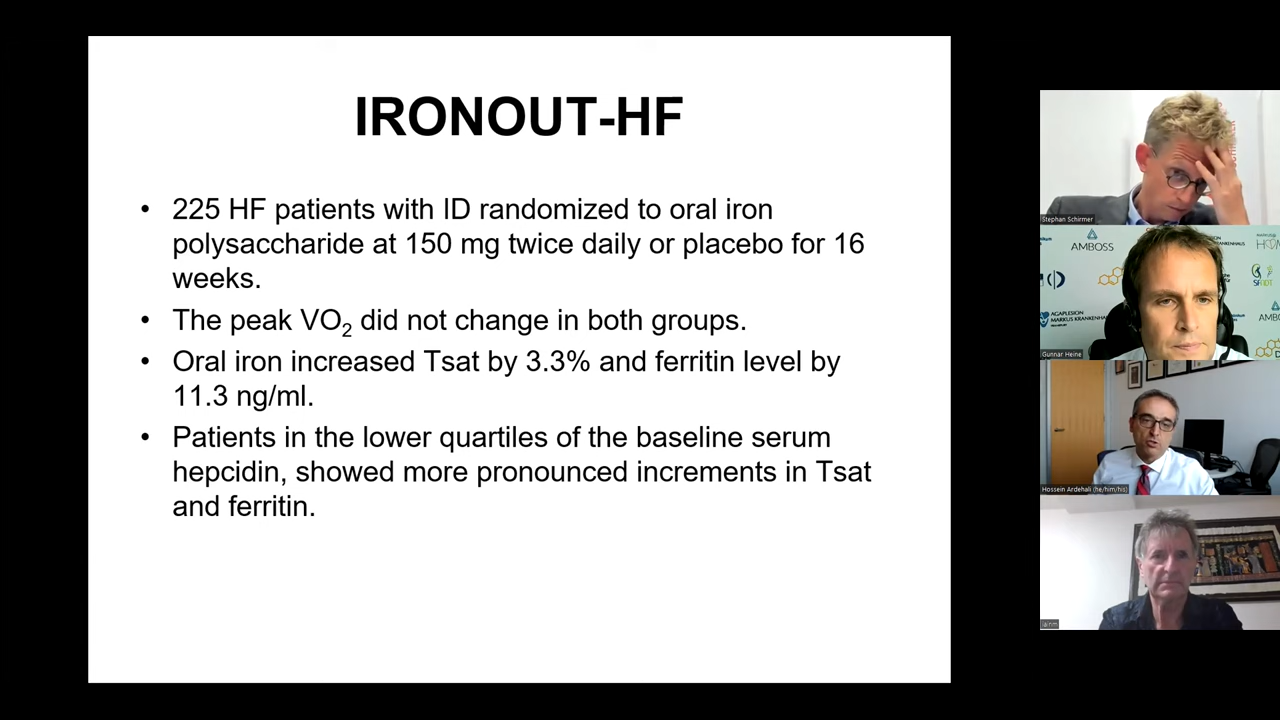 IRONOUT-HF
• 225 HF patients with ID randomized to oral iron
polysaccharide at 150 mg twice daily or placebo for 16
weeks.
• The peak VO2 did not change in both groups.
• Oral iron increased Tsat by 3.3% and ferritin level by
11.3 ng/ml.
• Patients in the lower quartiles of the baseline serum
hepcidin, showed more pronounced increments in Tsat
and ferritin.
Stephan Schirmer
AMBOSS
AGAPLESION
MARKUS KRANKENHAUS
Gunnar Heine
Hossein Ardehali (he/him/his)